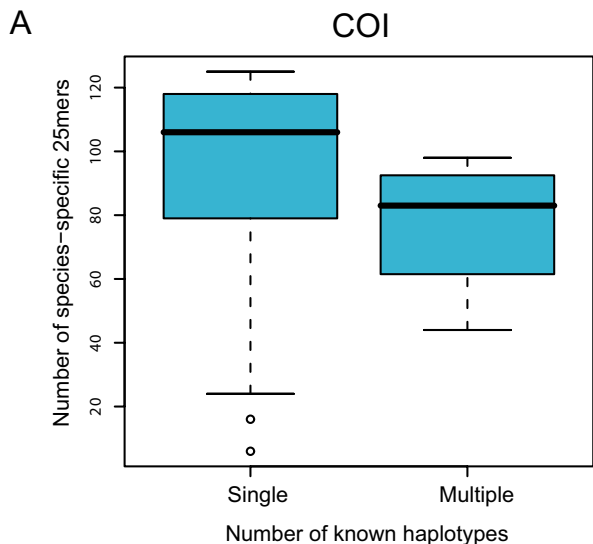 A
COI
Number of species−specific 25mers
120
100
80
60
40
20
Single Multiple
Number of known haplotypes